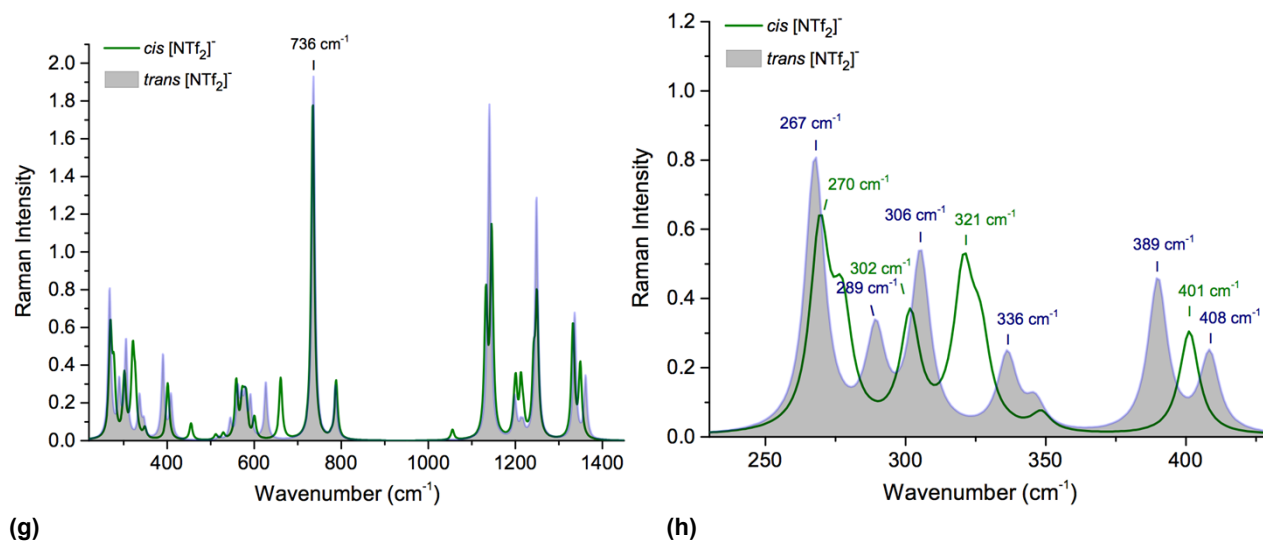 cis [NTf2]-
trans [NTf2]-
736 cm-1
2.0
1.8
1.6
1.4
1.2
1.0
0.8
0.6
0.4
0.2
0.0
Raman Intensity
400 600 800 1000 1200 1400
Wavenumber (cm-1)
(g)
cis [NTf2]-
trans [NTf2]-
267 cm-1
270 cm-1
306 cm-1
321 cm-1
302 cm-1
289 cm-1
336 cm-1
389 cm-1
401 cm-1
408 cm-1
1.2
1.0
0.8
0.6
0.4
0.2
0.0
Raman Intensity
250 300 350 400
Wavenumber (cm-1)
(h)